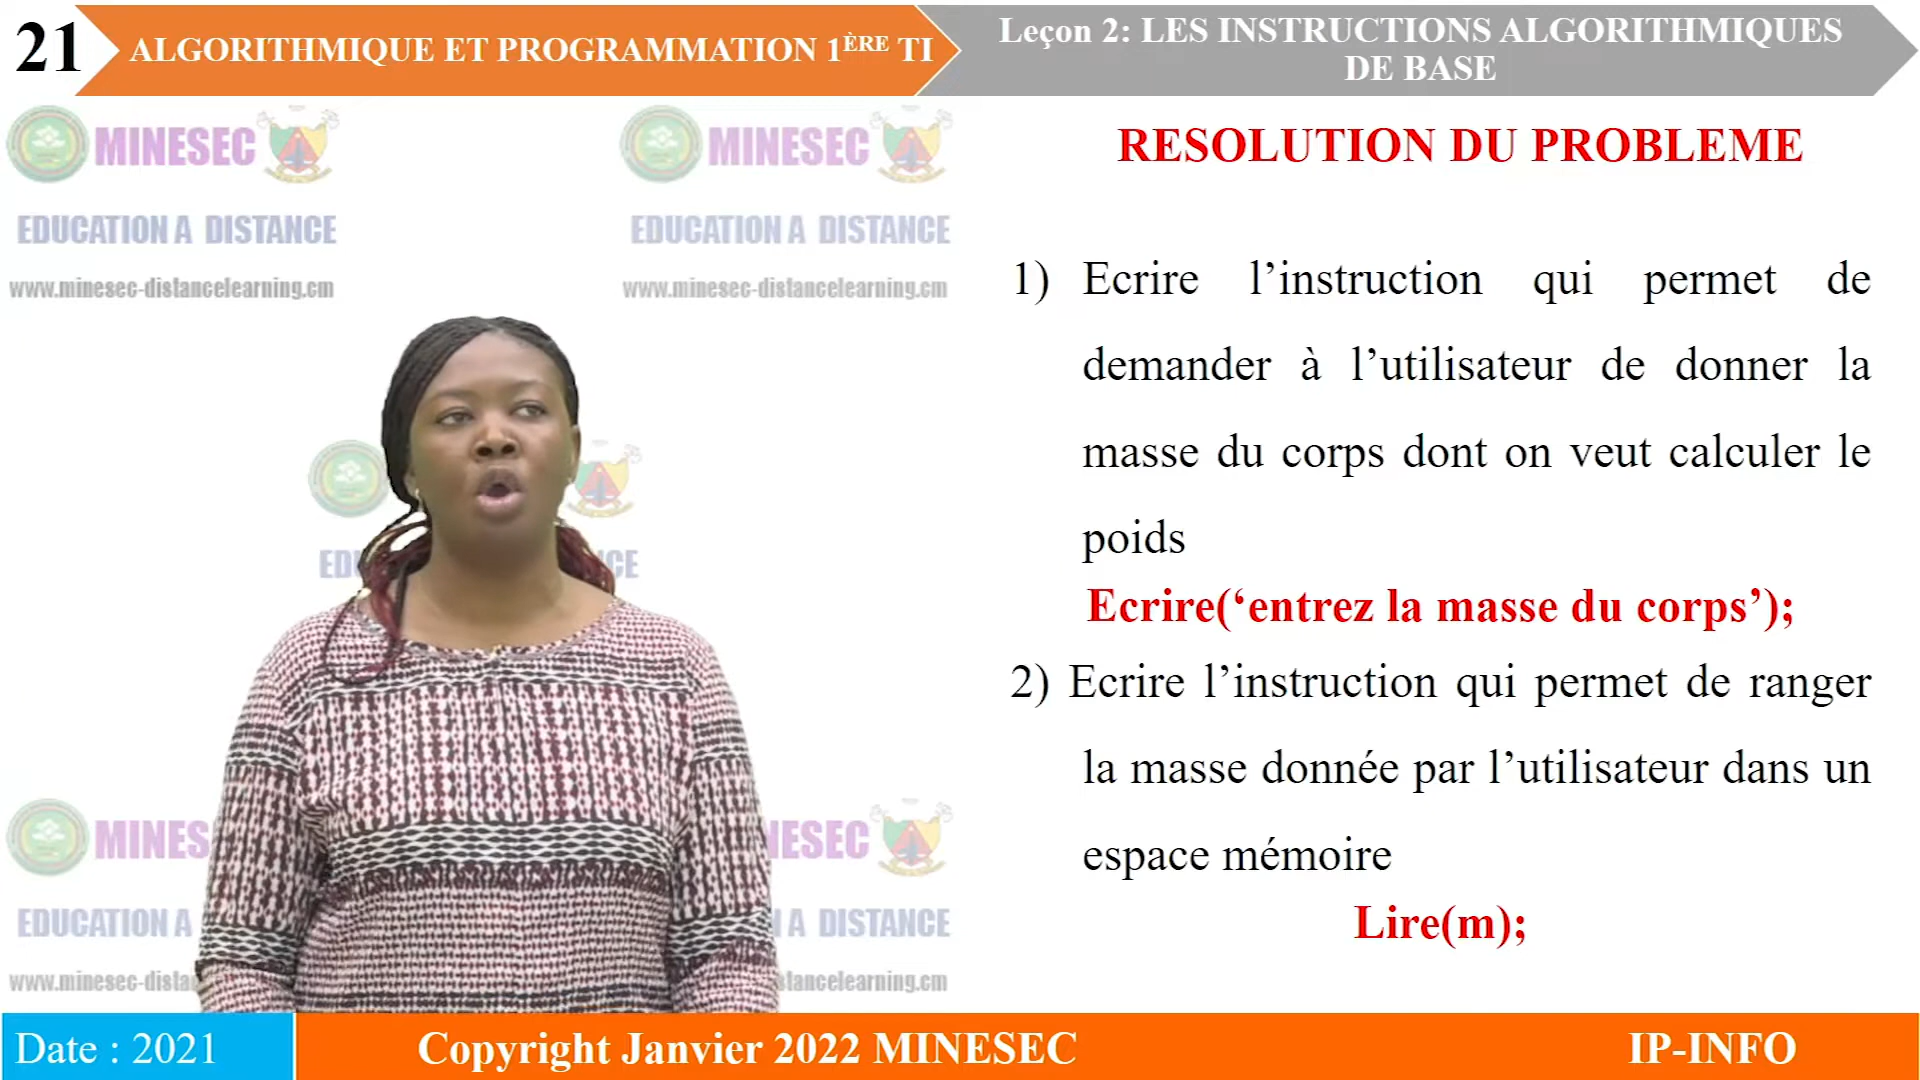 21
ALGORITHMIQUE ET PROGRAMMATION 1ÈRE TI
Leçon 2: LES INSTRUCTIONS ALGORITHMIQUES
DE BASE
MINESEC
EDUCATION A DISTANCE
www.minesec-distancelearning.cm
MINESEC
EDUCATION A DISTANCE
www.minesec-distancelearning.cm
RESOLUTION DU PROBLEME
1) Ecrire l’instruction qui permet de
demander à l’utilisateur de donner la
masse du corps dont on veut calculer le
poids
Ecrire(‘entrez la masse du corps’);
2) Ecrire l’instruction qui permet de ranger
la masse donnée par l’utilisateur dans un
espace mémoire
Lire(m);
Date : 2021
Copyright Janvier 2022 MINESEC
IP-INFO